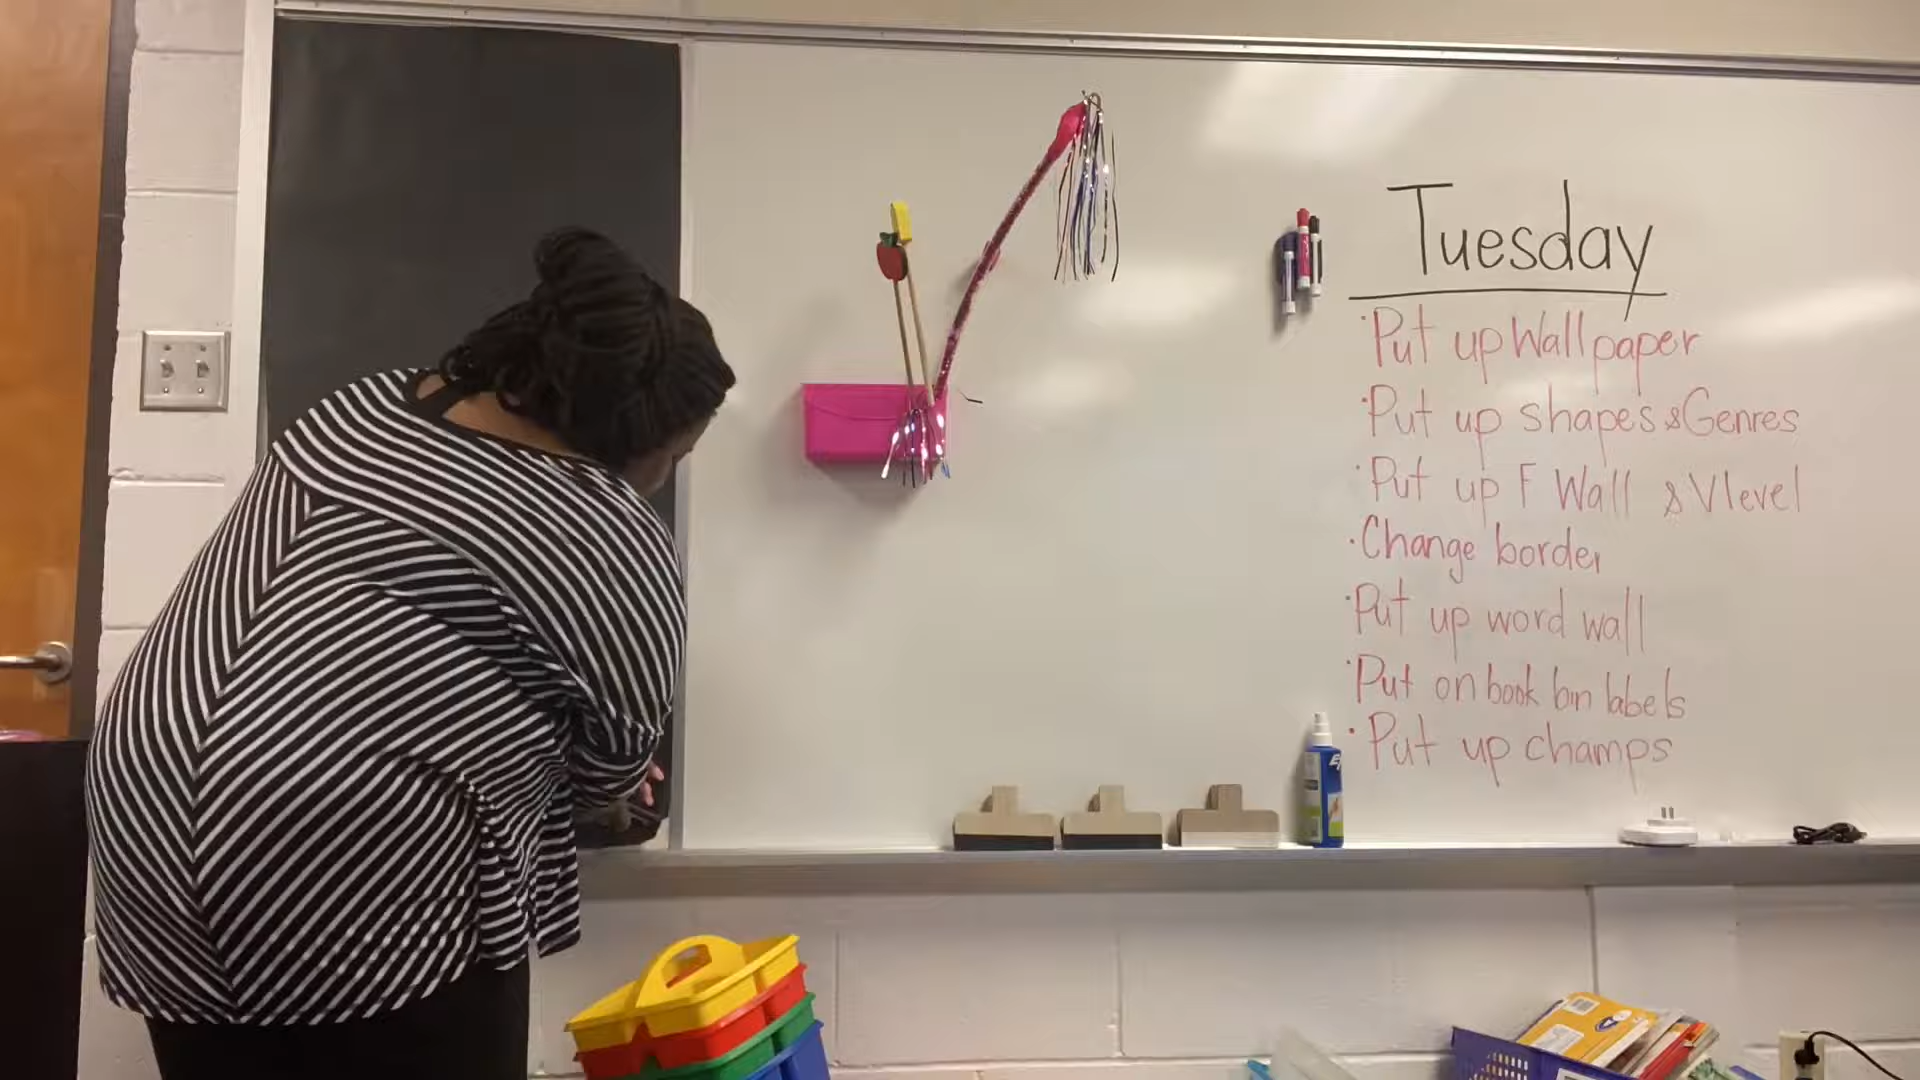 Tuesday
·Put up Wallpaper
·Put up shapes & Genres
·Put up F Wall & Vlevel
·Change border
·Put up word wall
·Put on book bin labels
·Put up champs